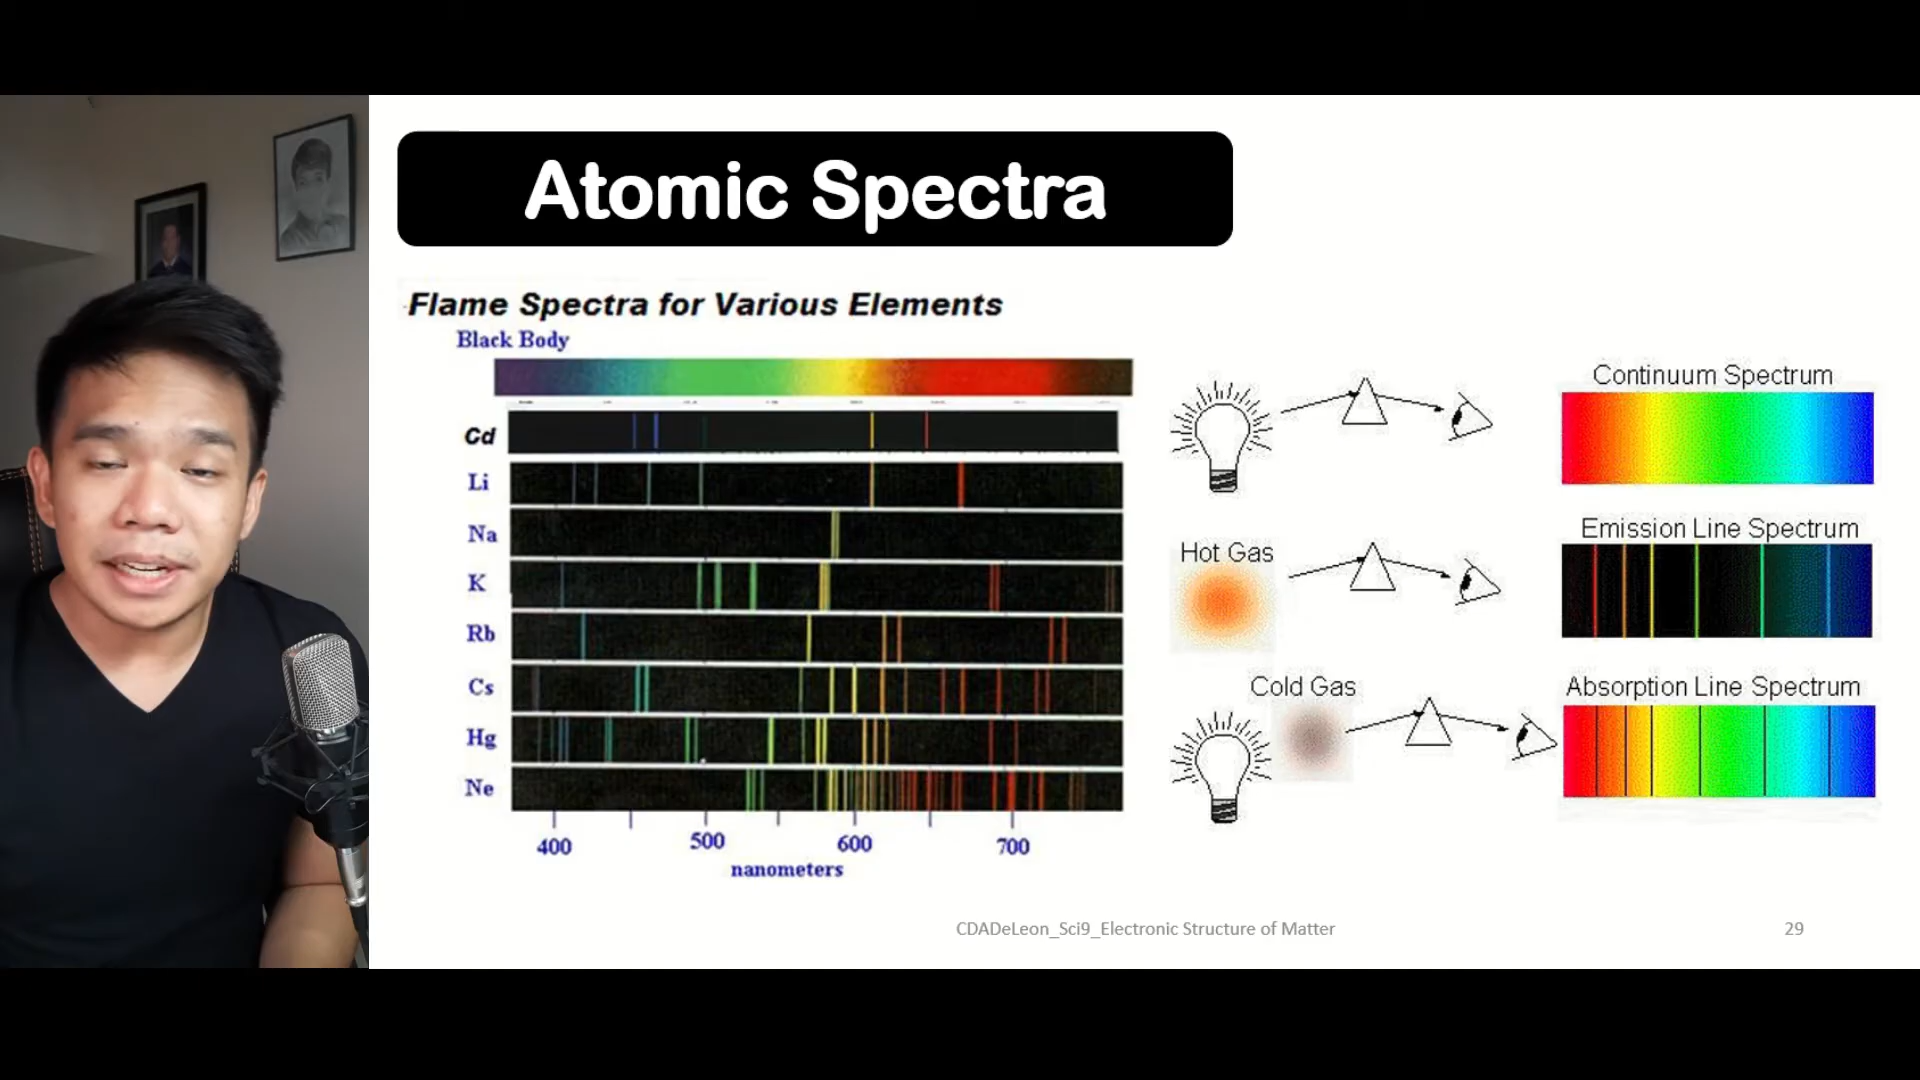 Atomic Spectra
Flame Spectra for Various Elements
Black Body
Cd
Li
Na
K
Rb
Cs
Hg
Ne
400
500
600
700
nanometers
Continuum Spectrum
Hot Gas
Emission Line Spectrum
Cold Gas
Absorption Line Spectrum
CDADeLeon_Sci9_Electronic Structure of Matter
29